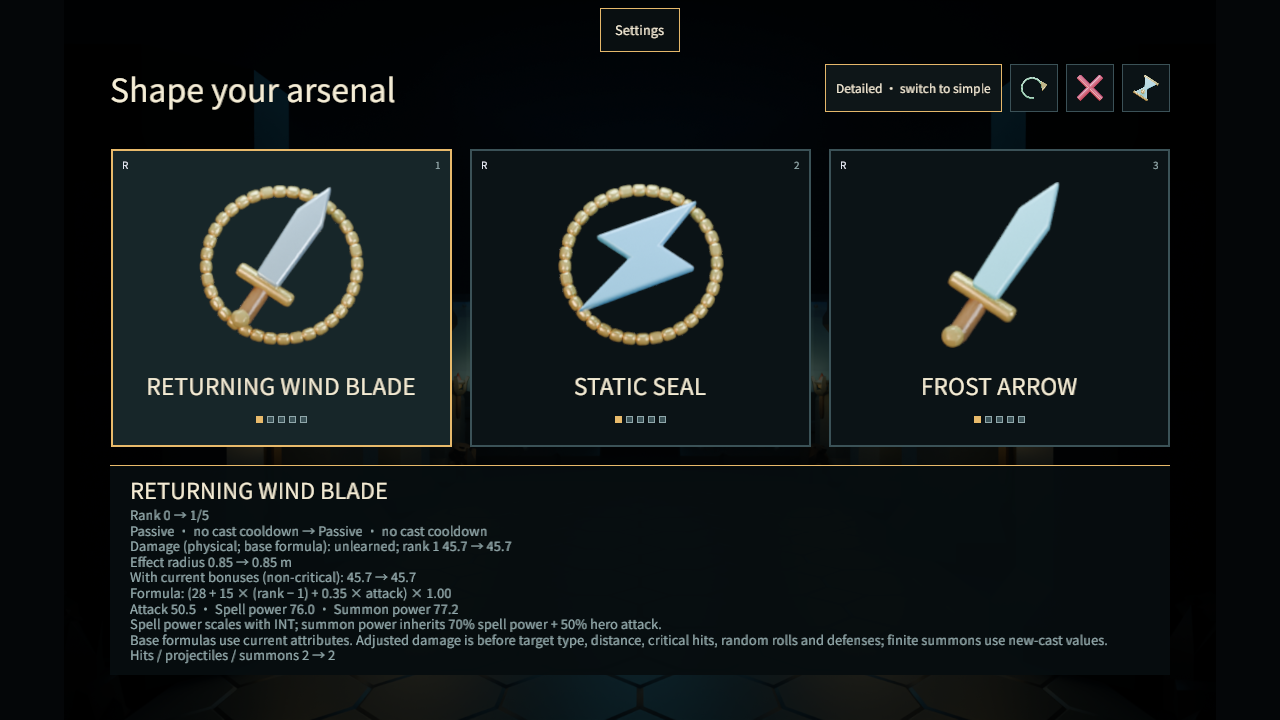 Settings
Shape your arsenal
Detailed • switch to simple
R 1
R 2
R 3
RETURNING WIND BLADE
STATIC SEAL
FROST ARROW
RETURNING WIND BLADE
Rank 0 → 1/5
Passive • no cast cooldown → Passive • no cast cooldown
Damage (physical; base formula): unlearned; rank 1 45.7 → 45.7
Effect radius 0.85 → 0.85 m
With current bonuses (non-critical): 45.7 → 45.7
Formula: (28 + 15 × (rank − 1) + 0.35 × attack) × 1.00
Attack 50.5 • Spell power 76.0 • Summon power 77.2
Spell power scales with INT; summon power inherits 70% spell power + 50% hero attack.
Base formulas use current attributes. Adjusted damage is before target type, distance, critical hits, random rolls and defenses; finite summons use new-cast values.
Hits / projectiles / summons 2 → 2